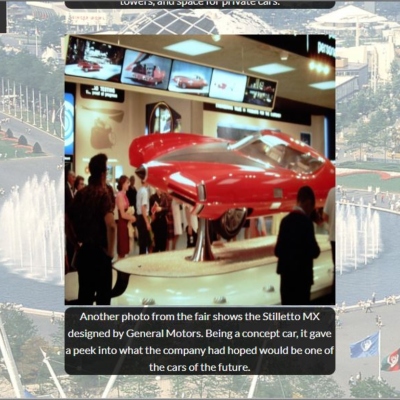 towers, and space for private cars.
Another photo from the fair shows the Stilletto MX
designed by General Motors. Being a concept car, it gave
a peek into what the company had hoped would be one of
the cars of the future.